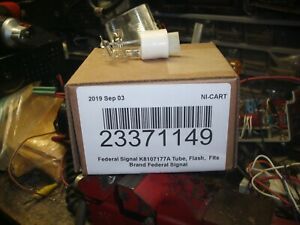 2019 Sep 03 NI-CART
23371149
Federal Signal K8107177A Tube, Flash, Fits
Brand Federal Signal